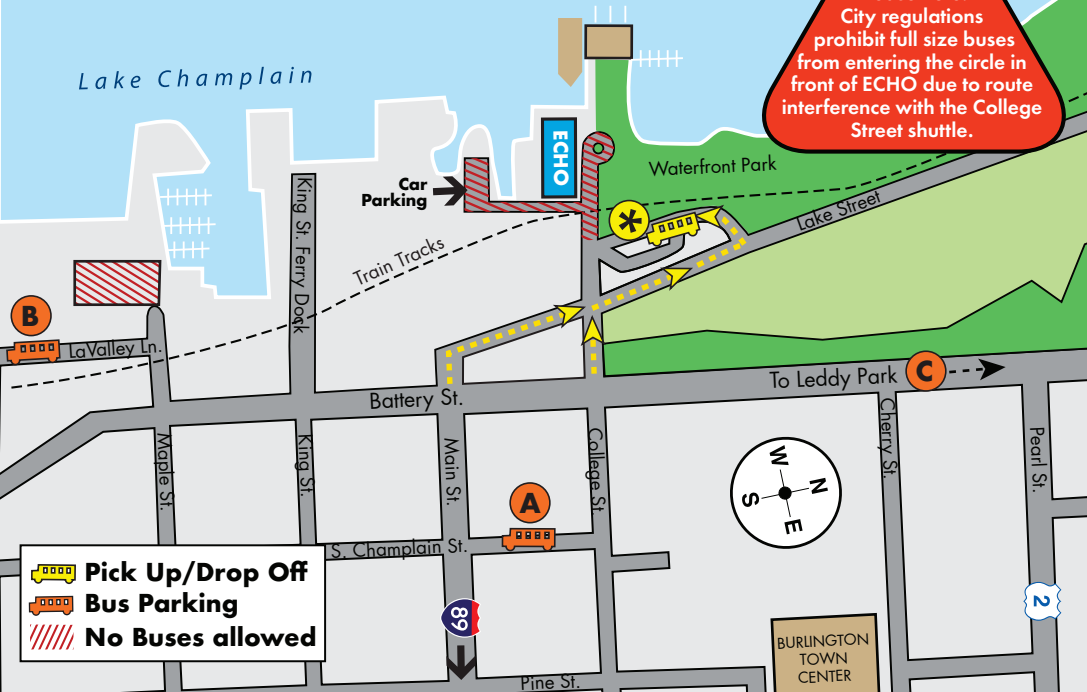 City regulations
prohibit full size buses
from entering the circle in
front of ECHO due to route
interference with the College
Street shuttle.
Lake Champlain
ECHO
Waterfront Park
Car
Parking
*
Lake Street
King St. Ferry Dock
Train Tracks
B
LaValley Ln.
To Leddy Park
C
Battery St.
Maple St.
King St.
Main St.
College St
Cherry St.
Pearl St.
W
N
S
E
A
S. Champlain St.
Pick Up/Drop Off
Bus Parking
No Buses allowed
89
2
BURLINGTON
TOWN
CENTER
Pine St.